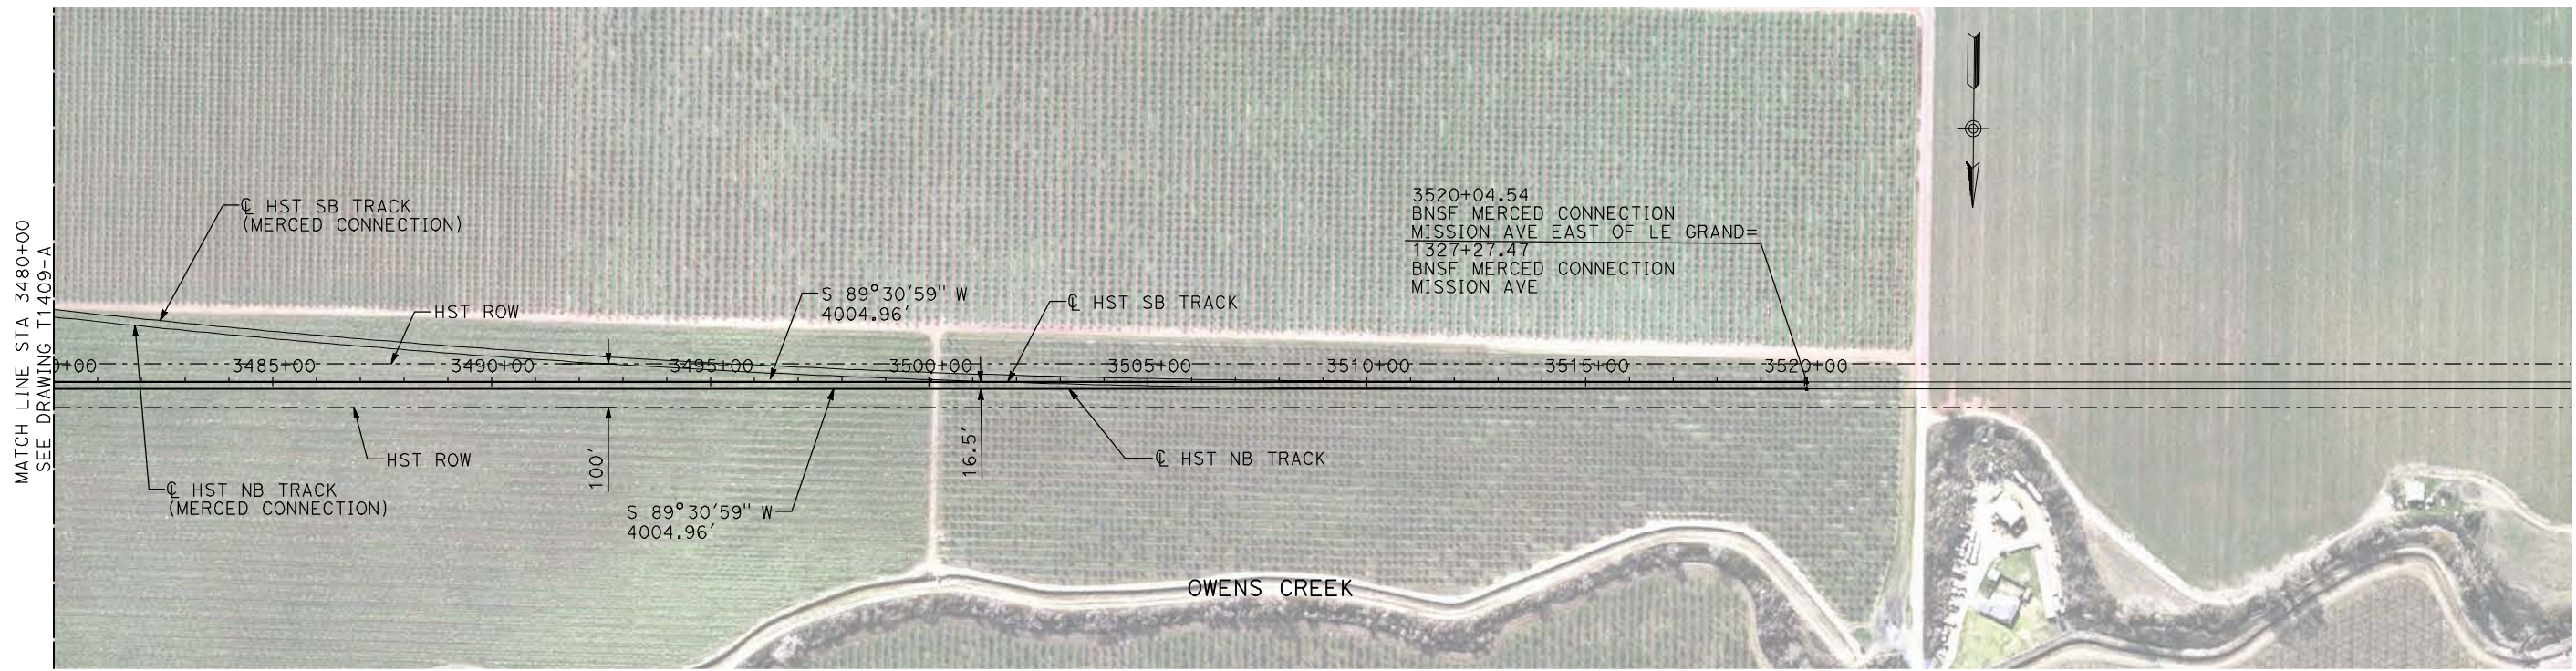 MATCH LINE STA 3480+00
SEE DRAWING T1409-A
℄ HST SB TRACK
(MERCED CONNECTION)
HST ROW
S 89°30'59" W
4004.96'
℄ HST SB TRACK
3520+04.54
BNSF MERCED CONNECTION
MISSION AVE EAST OF LE GRAND=
1327+27.47
BNSF MERCED CONNECTION
MISSION AVE
0+00 3485+00 3490+00 3495+00 3500+00 3505+00 3510+00 3515+00 3520+00
HST ROW
100'
16.5'
℄ HST NB TRACK
℄ HST NB TRACK
(MERCED CONNECTION)
S 89°30'59" W
4004.96'
OWENS CREEK